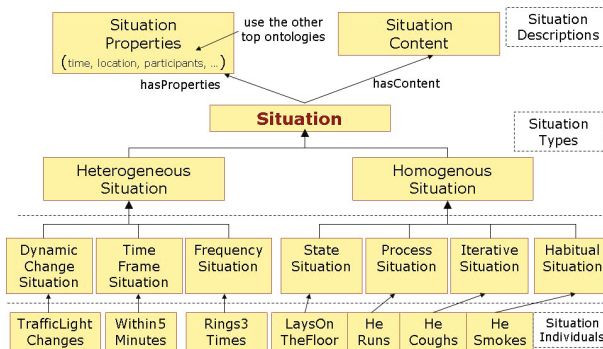 Situation
Properties
(time, location, participants, ...)
use the other
top ontologies
Situation
Content
Situation
Descriptions
hasProperties
hasContent
Situation
Situation
Types
Heterogeneous
Situation
Homogenous
Situation
Dynamic
Change
Situation
Time
Frame
Situation
Frequency
Situation
State
Situation
Process
Situation
Iterative
Situation
Habitual
Situation
TrafficLight
Changes
Within5
Minutes
Rings3
Times
LaysOn
TheFloor
He
Runs
He
Coughs
He
Smokes
Situation
Individuals